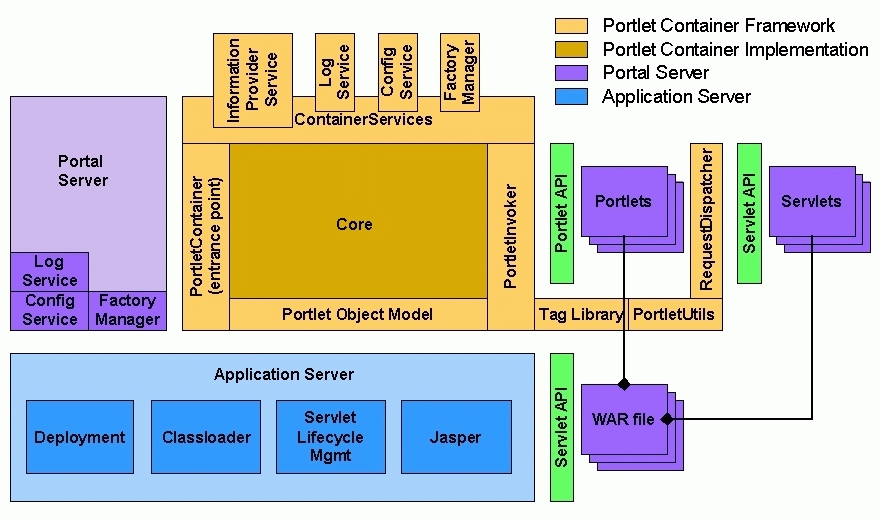 Portlet Container Framework
Portlet Container Implementation
Portal Server
Application Server
Information
Provider
Service
Log
Service
Config
Service
Factory
Manager
ContainerServices
Portal
Server
Log
Service
Config
Service
Factory
Manager
PortletContainer
(entrance point)
Core
PortletInvoker
Portlet Object Model
Portlet API
Portlets
RequestDispatcher
Servlet API
Servlets
Tag Library
PortletUtils
Application Server
Deployment
Classloader
Servlet
Lifecycle
Mgmt
Jasper
Servlet API
WAR file